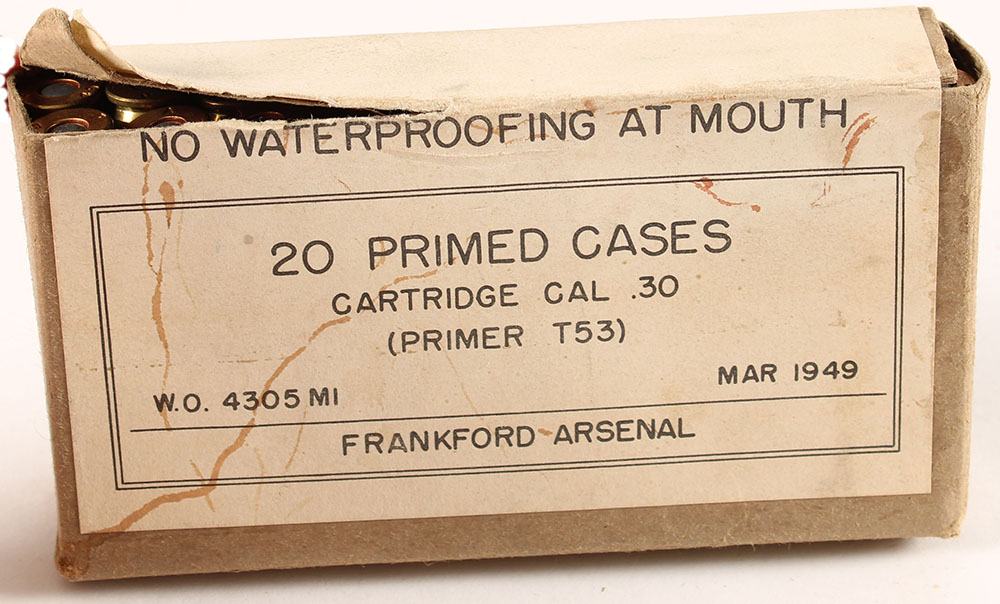 NO WATERPROOFING AT MOUTH
20 PRIMED CASES
CARTRIDGE CAL .30
(PRIMER T53)
W.O. 4305 MI
MAR 1949
FRANKFORD ARSENAL